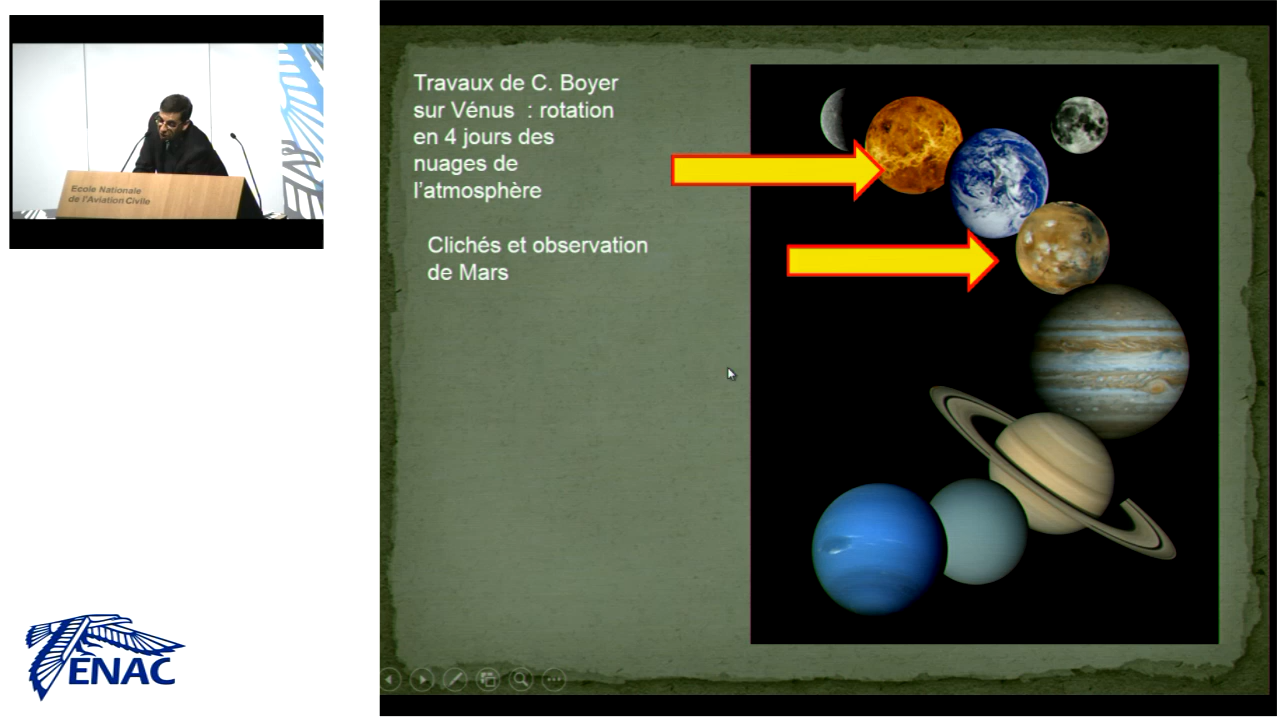 Ecole Nationale
de l'Aviation Civile
ENAC
Travaux de C. Boyer
sur Vénus : rotation
en 4 jours des
nuages de
l'atmosphère
Clichés et observation
de Mars